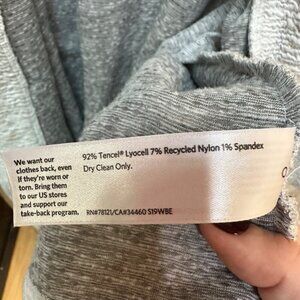 We want our
clothes back, even
if they're worn or
torn. Bring them
to our US stores
and support our
take-back program.
92% Tencel® Lyocell 7% Recycled Nylon 1% Spandex
Dry Clean Only.
RN#78121/CA#34460 S19WBE